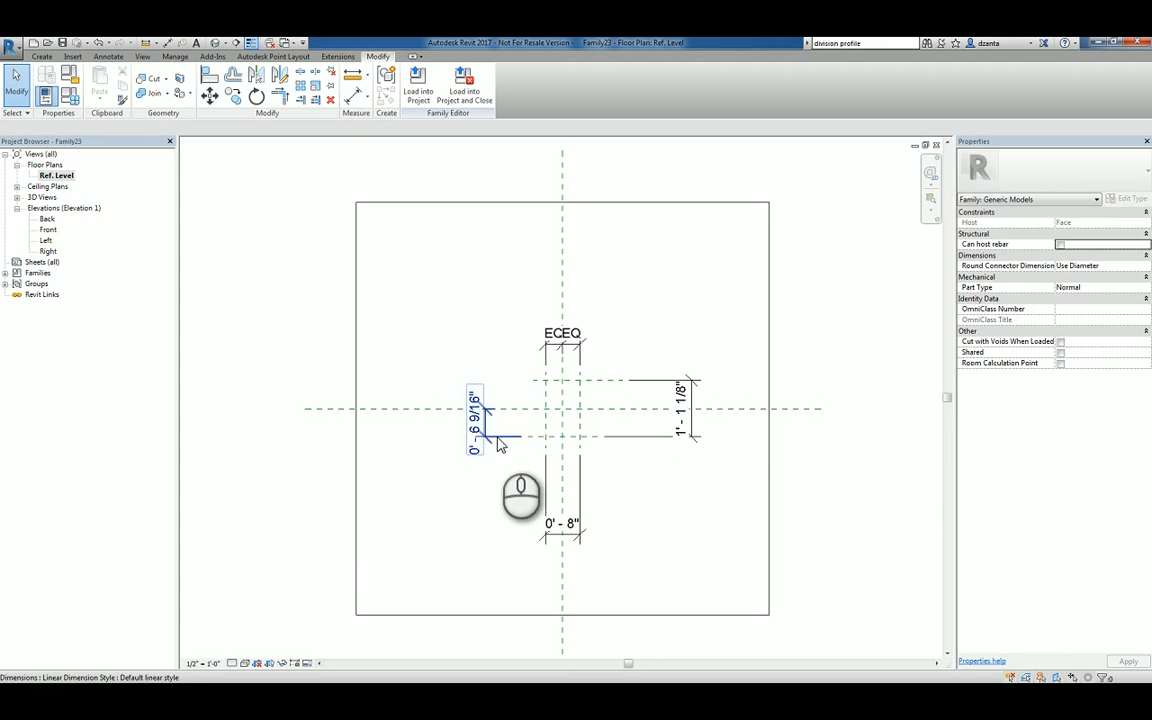 Autodesk Revit 2017 - Not For Resale Version - Family23 - Floor Plan: Ref. Level
division profile
dzanta
Create Insert Annotate View Manage Add-Ins Autodesk Point Layout Extensions Modify
Modify
Paste
Cut
Join
Load into
Project
Load into
Project and Close
Select Properties Clipboard Geometry Modify Measure Create Family Editor
Project Browser - Family23
Views (all)
Floor Plans
Ref. Level
Ceiling Plans
3D Views
Elevations (Elevation 1)
Back
Front
Left
Right
Sheets (all)
Families
Groups
Revit Links
EQEQ
0' - 6 9/16"
1' - 1 1/8"
0' - 8"
Properties
R
Family: Generic Models
Edit Type
Constraints
Host Face
Structural
Can host rebar
Dimensions
Round Connector Dimension Use Diameter
Mechanical
Part Type Normal
Identity Data
OmniClass Number
OmniClass Title
Other
Cut with Voids When Loaded
Shared
Room Calculation Point
Properties help
Apply
1/2" = 1'-0"
Dimensions : Linear Dimension Style : Default linear style